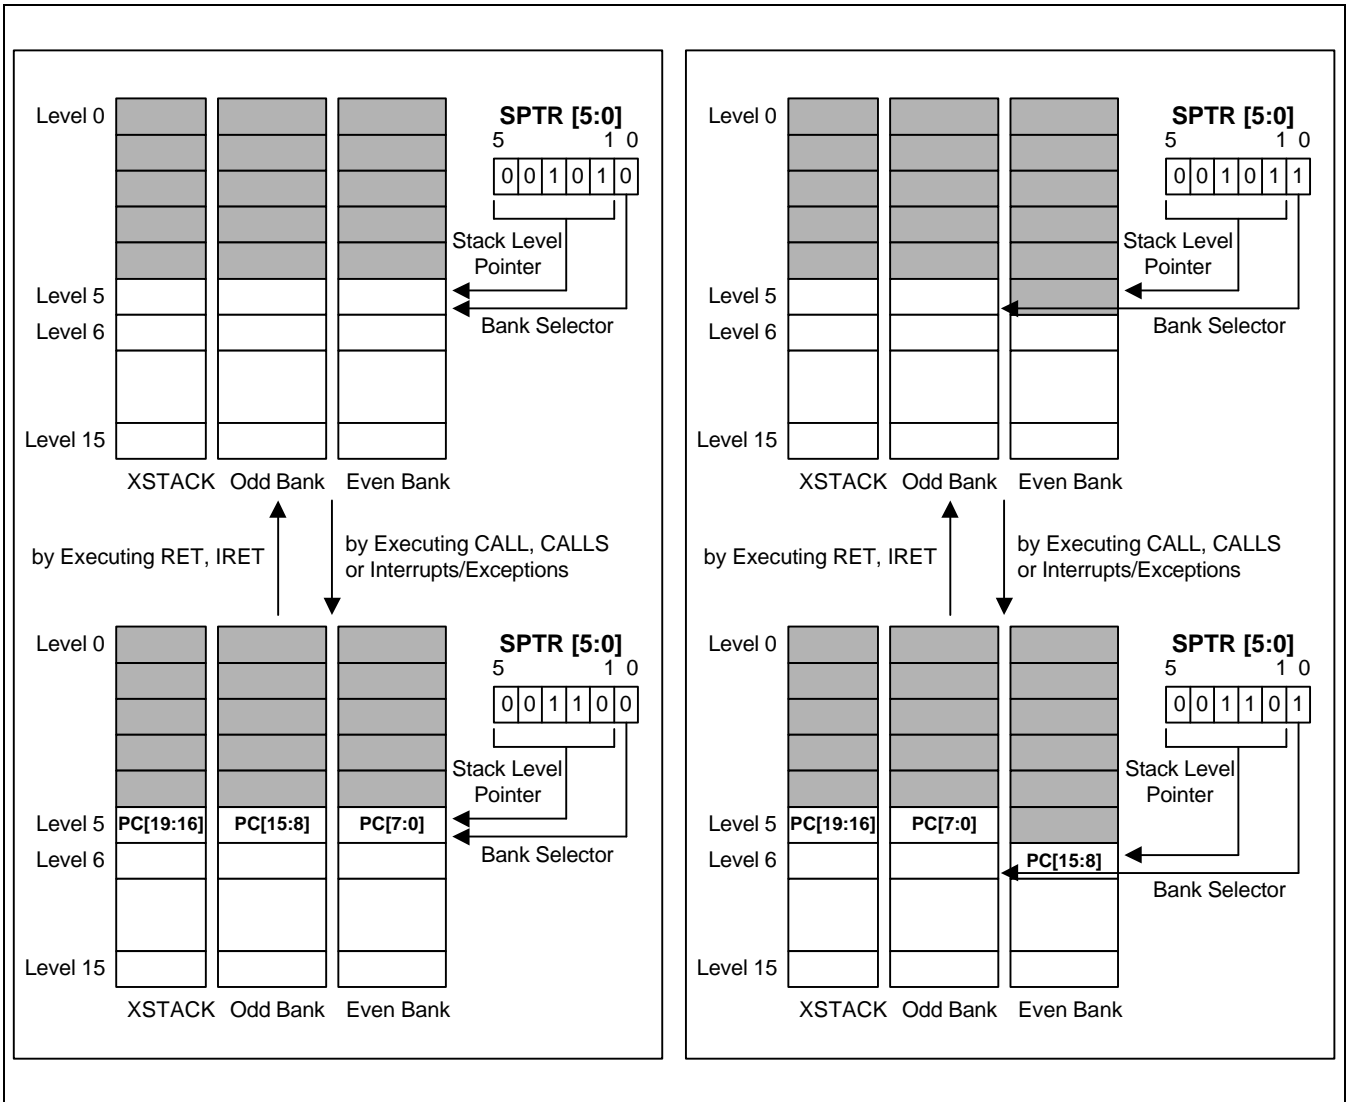 Level 0
SPTR [5:0]
5 1 0
0 0 1 0 1 0
Stack Level
Pointer
Level 5
Level 6
Bank Selector
Level 15
XSTACK Odd Bank Even Bank
by Executing RET, IRET
by Executing CALL, CALLS
or Interrupts/Exceptions
Level 0
SPTR [5:0]
5 1 0
0 0 1 1 0 0
Stack Level
Pointer
Level 5 PC[19:16] PC[15:8] PC[7:0]
Level 6
Bank Selector
Level 15
XSTACK Odd Bank Even Bank
Level 0
SPTR [5:0]
5 1 0
0 0 1 0 1 1
Stack Level
Pointer
Level 5
Level 6
Bank Selector
Level 15
XSTACK Odd Bank Even Bank
by Executing RET, IRET
by Executing CALL, CALLS
or Interrupts/Exceptions
Level 0
SPTR [5:0]
5 1 0
0 0 1 1 0 1
Stack Level
Pointer
Level 5 PC[19:16] PC[7:0]
Level 6 PC[15:8]
Bank Selector
Level 15
XSTACK Odd Bank Even Bank